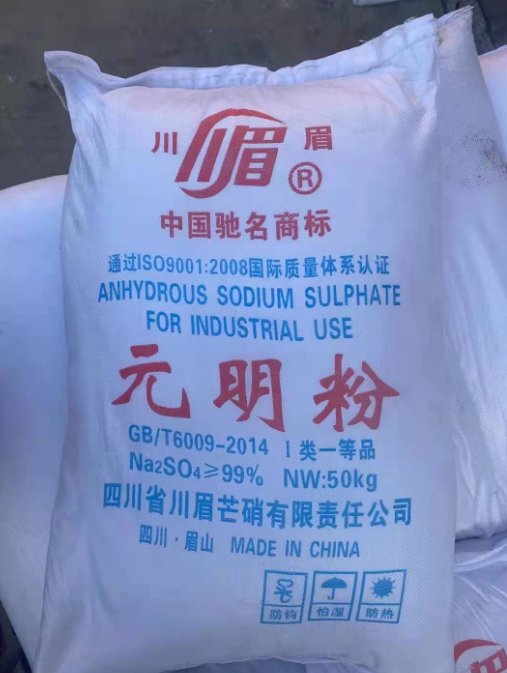 川 川眉 眉
®
中国驰名商标
通过ISO9001:2008国际质量体系认证
ANHYDROUS SODIUM SULPHATE
FOR INDUSTRIAL USE
元明粉
GB/T6009-2014 Ⅰ类一等品
Na₂SO₄≥99% NW:50kg
四川省川眉芒硝有限责任公司
四川·眉山 MADE IN CHINA
防钩 怕湿 防热